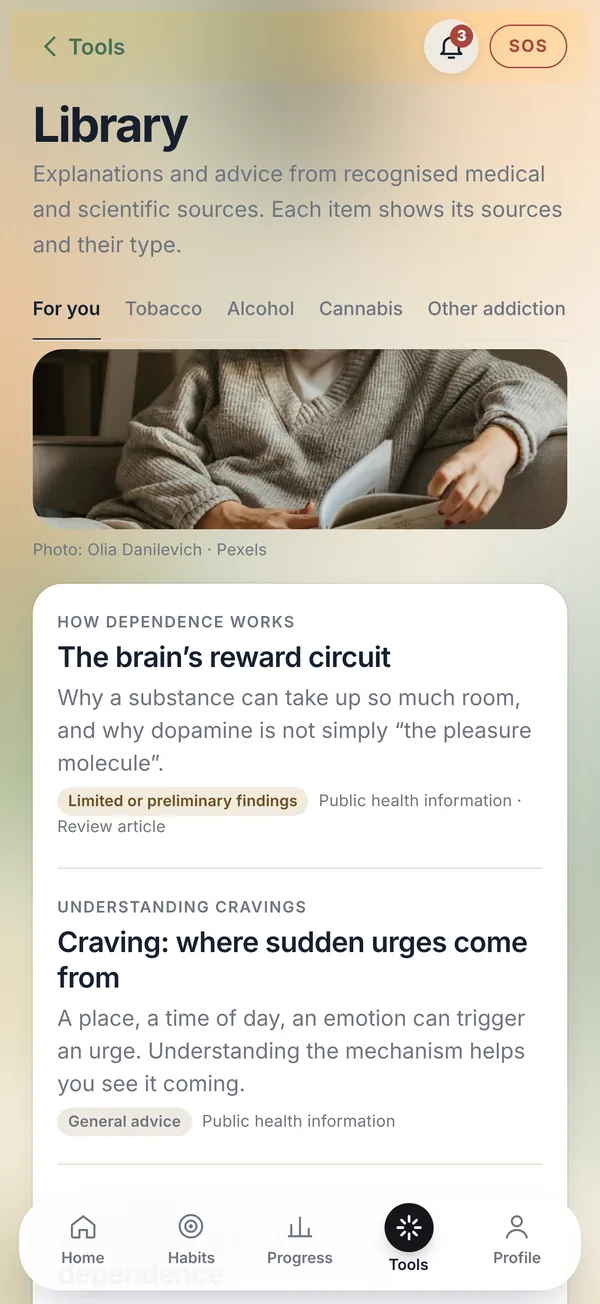 Tools
3
SOS
Library
Explanations and advice from recognised medical
and scientific sources. Each item shows its sources
and their type.
For you Tobacco Alcohol Cannabis Other addiction
Photo: Olia Danilevich · Pexels
HOW DEPENDENCE WORKS
The brain’s reward circuit
Why a substance can take up so much room,
and why dopamine is not simply “the pleasure
molecule”.
Limited or preliminary findings Public health information ·
Review article
UNDERSTANDING CRAVINGS
Craving: where sudden urges come
from
A place, a time of day, an emotion can trigger
an urge. Understanding the mechanism helps
you see it coming.
General advice Public health information
Home Habits Progress Tools Profile
dependence